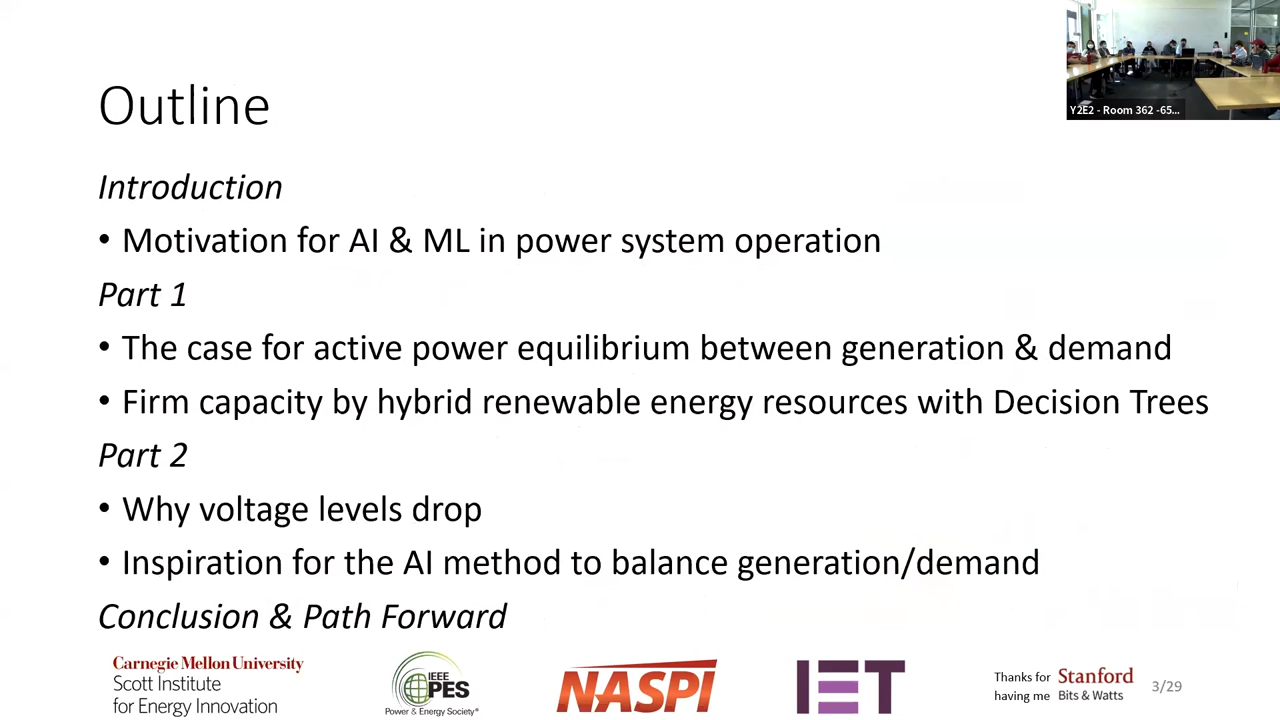 Outline
Y2E2 - Room 362 -65...
Introduction
• Motivation for AI & ML in power system operation
Part 1
• The case for active power equilibrium between generation & demand
• Firm capacity by hybrid renewable energy resources with Decision Trees
Part 2
• Why voltage levels drop
• Inspiration for the AI method to balance generation/demand
Conclusion & Path Forward
Carnegie Mellon University
Scott Institute
for Energy Innovation
IEEE
PES
Power & Energy Society®
NASPI
IET
Thanks for
having me
Stanford
Bits & Watts
3/29